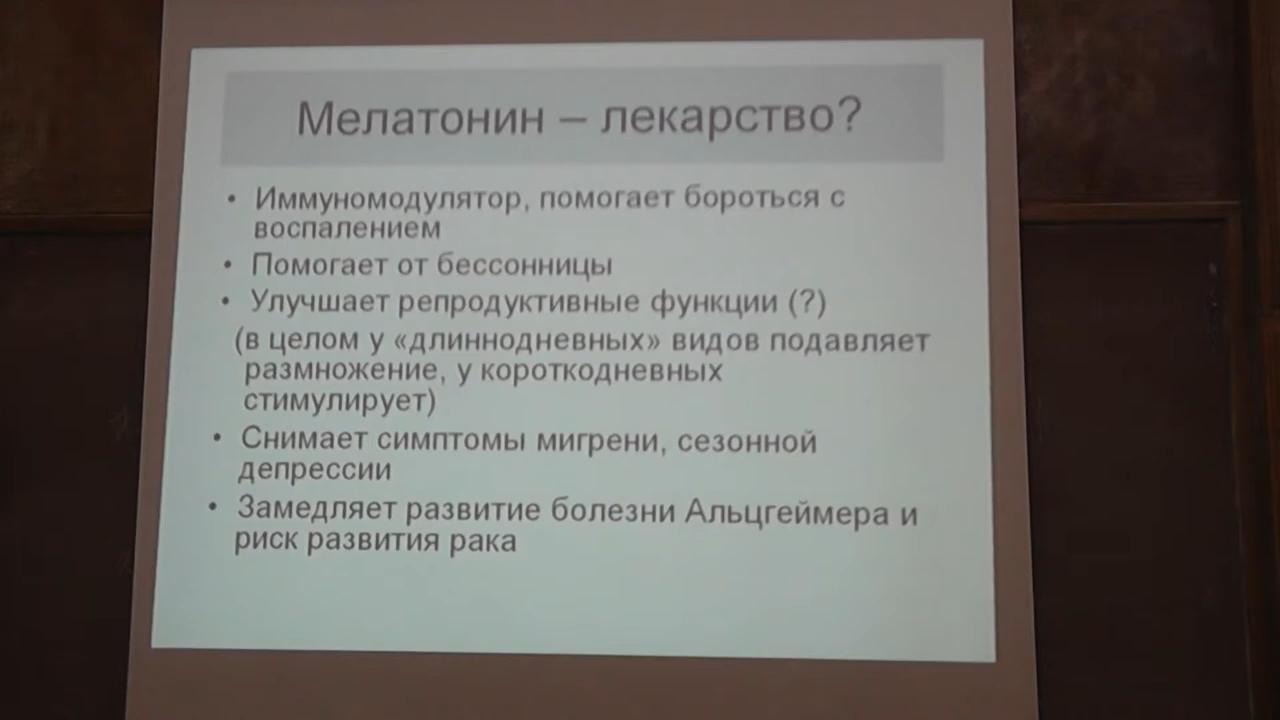 Мелатонин – лекарство?
• Иммуномодулятор, помогает бороться с
воспалением
• Помогает от бессонницы
• Улучшает репродуктивные функции (?)
(в целом у «длиннодневных» видов подавляет
размножение, у короткодневных
стимулирует)
• Снимает симптомы мигрени, сезонной
депрессии
• Замедляет развитие болезни Альцгеймера и
риск развития рака